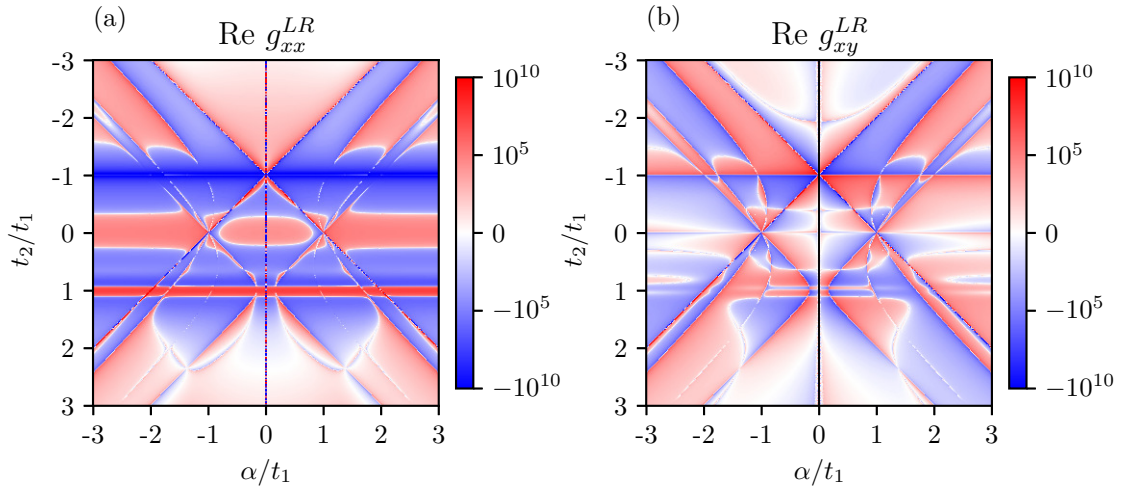 (a)
Re g_{xx}^{LR}
-3
-2
-1
0
1
2
3
t_2/t_1
-3 -2 -1 0 1 2 3
α/t_1
10^{10}
10^5
0
−10^5
−10^{10}
(b)
Re g_{xy}^{LR}
-3
-2
-1
0
1
2
3
t_2/t_1
-3 -2 -1 0 1 2 3
α/t_1
10^{10}
10^5
0
−10^5
−10^{10}